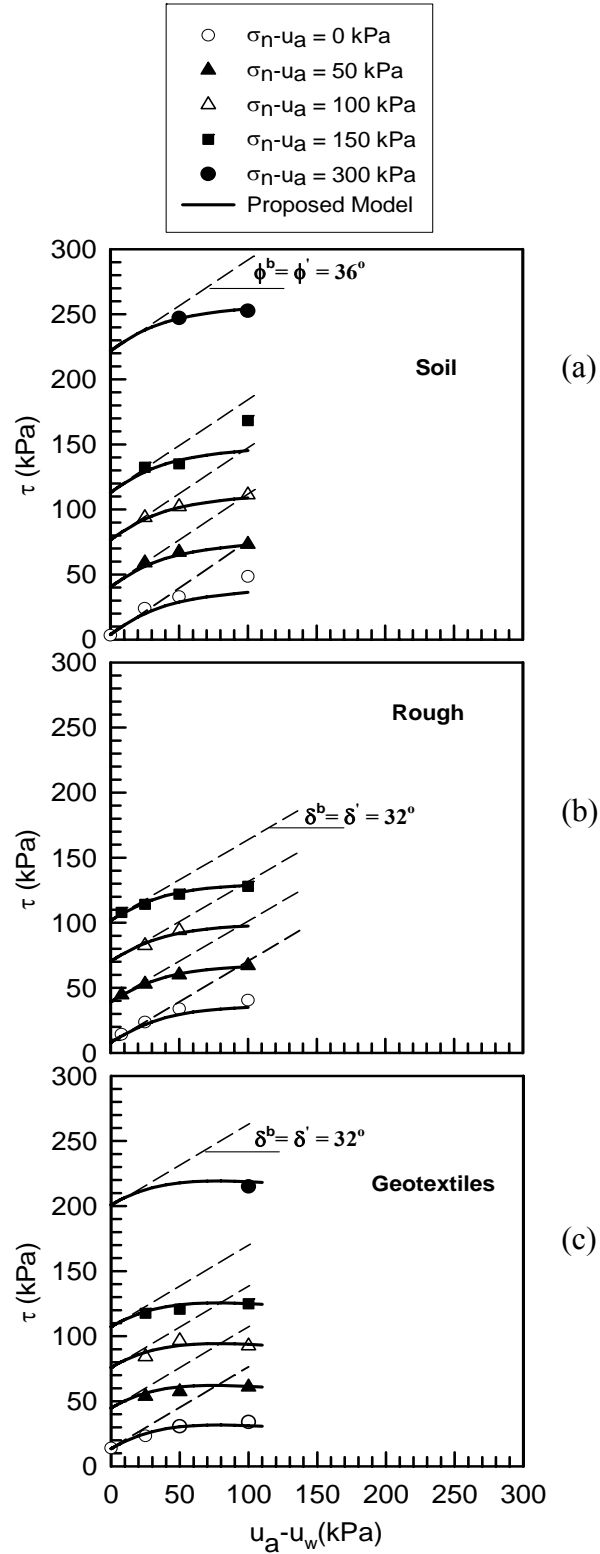 σn-ua = 0 kPa
σn-ua = 50 kPa
σn-ua = 100 kPa
σn-ua = 150 kPa
σn-ua = 300 kPa
Proposed Model
300
250
200
150
100
50
0
τ (kPa)
ϕb= ϕ' = 36o
Soil
(a)
300
250
200
150
100
50
0
τ (kPa)
Rough
δb= δ' = 32o
(b)
300
250
200
150
100
50
0
τ (kPa)
δb= δ' = 32o
Geotextiles
(c)
0 50 100 150 200 250 300
ua-uw(kPa)